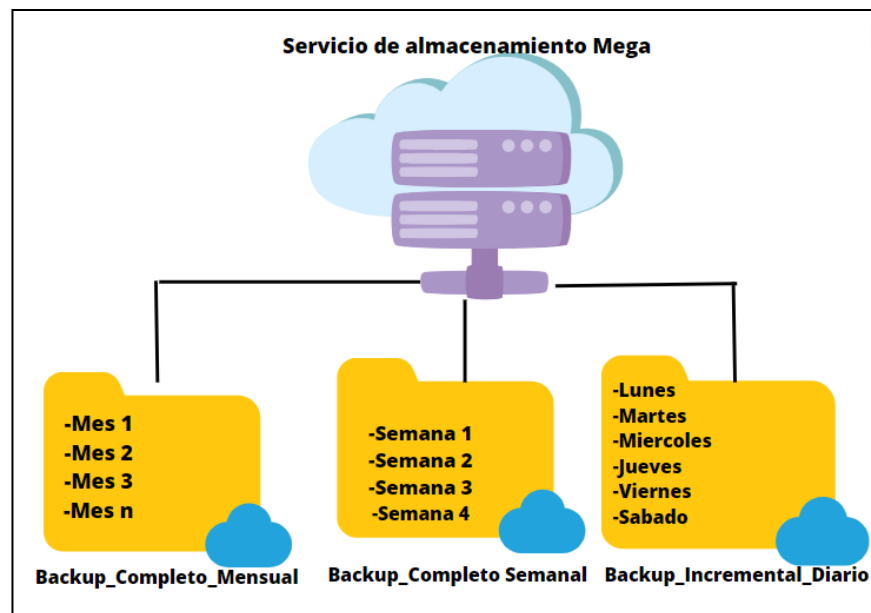 Servicio de almacenamiento Mega
-Mes 1
-Mes 2
-Mes 3
-Mes n
Backup_Completo_Mensual
-Semana 1
-Semana 2
-Semana 3
-Semana 4
Backup_Completo Semanal
-Lunes
-Martes
-Miercoles
-Jueves
-Viernes
-Sabado
Backup_Incremental_Diario